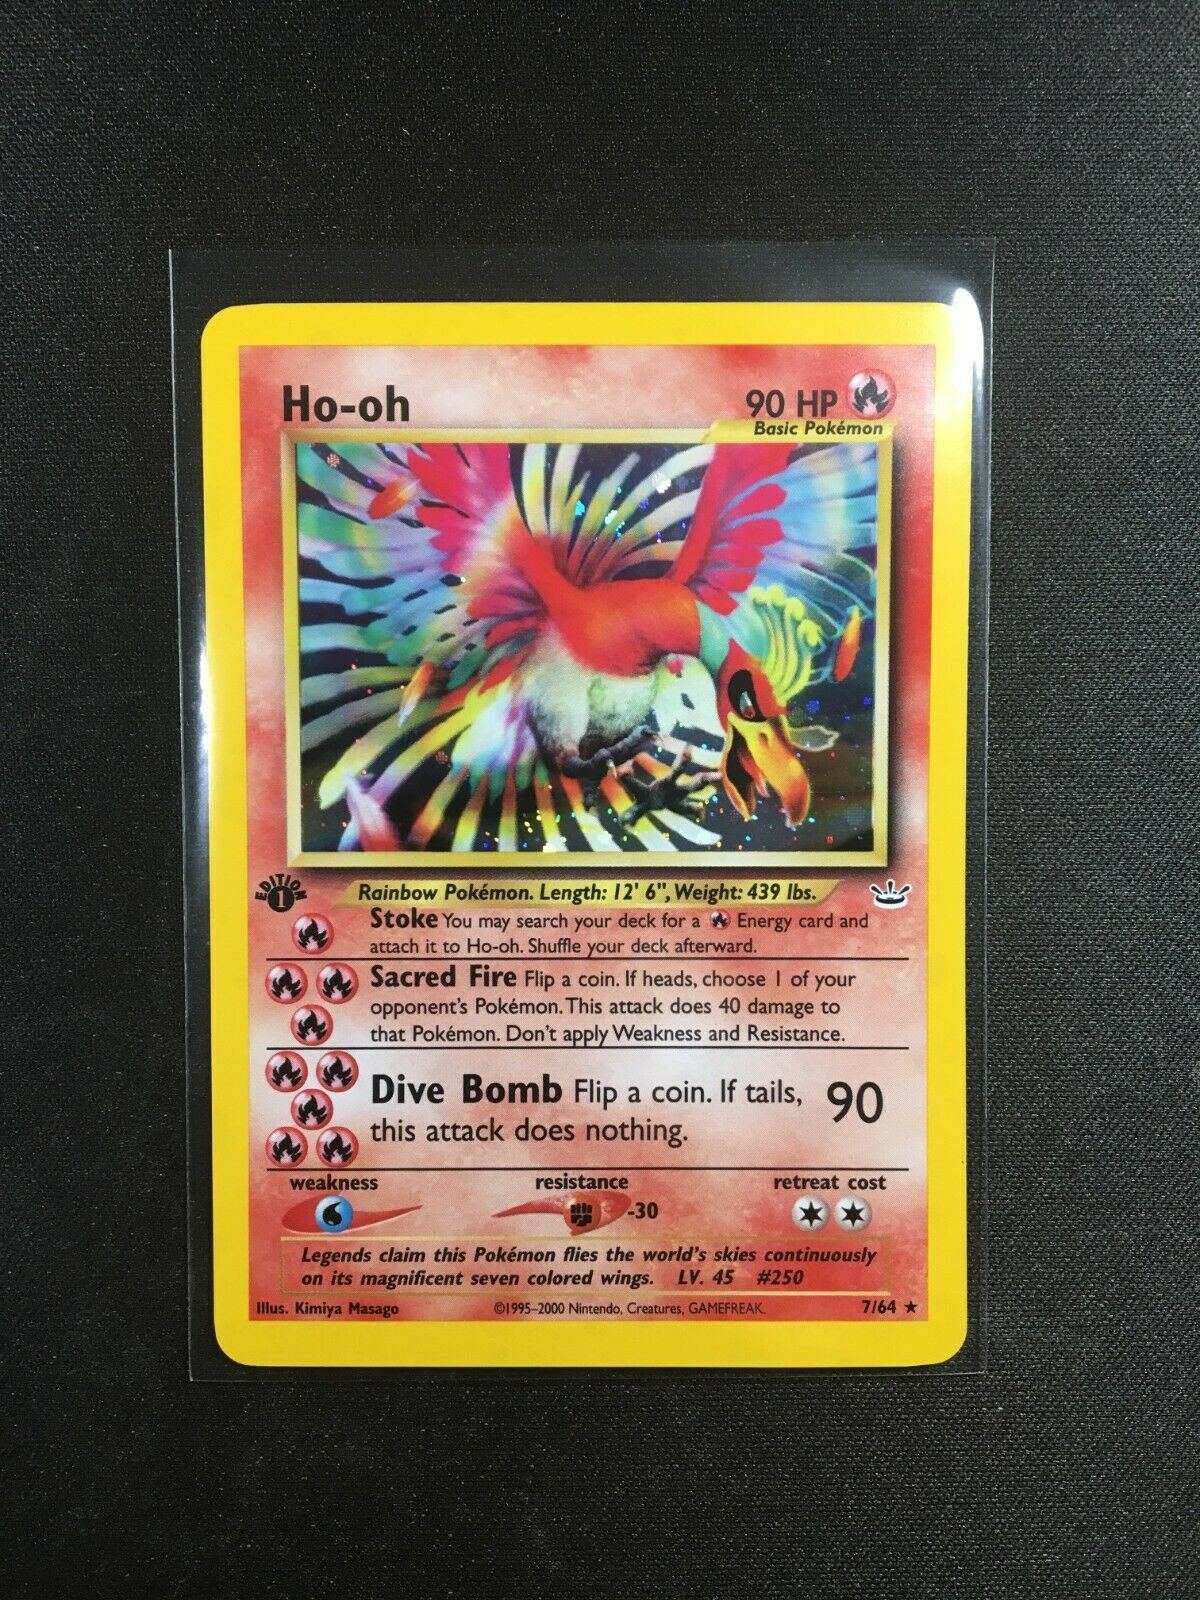 Ho-oh
90 HP
Basic Pokémon
EDITION
1
Rainbow Pokémon. Length: 12' 6", Weight: 439 lbs.
Stoke You may search your deck for a Energy card and
attach it to Ho-oh. Shuffle your deck afterward.
Sacred Fire Flip a coin. If heads, choose 1 of your
opponent's Pokémon. This attack does 40 damage to
that Pokémon. Don't apply Weakness and Resistance.
Dive Bomb Flip a coin. If tails, 90
this attack does nothing.
weakness resistance retreat cost
-30
Legends claim this Pokémon flies the world's skies continuously
on its magnificent seven colored wings. LV. 45 #250
Illus. Kimiya Masago ©1995–2000 Nintendo, Creatures, GAMEFREAK. 7/64 ★